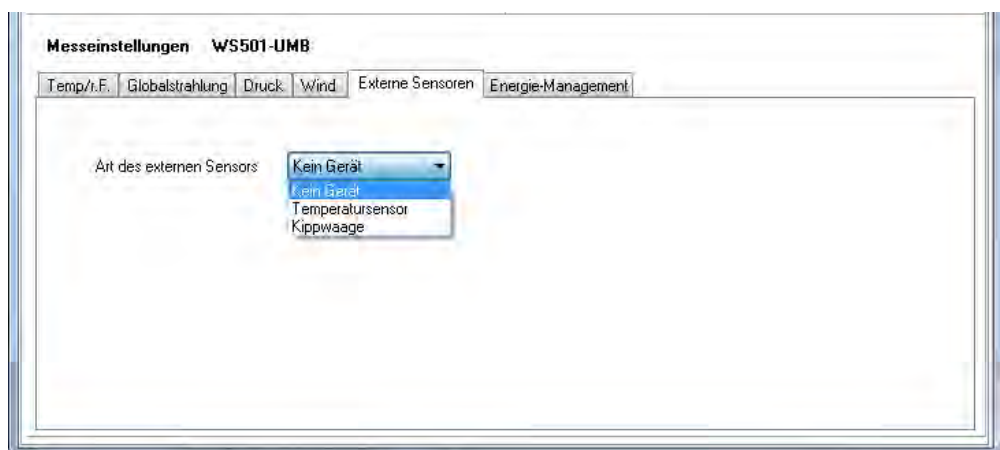 Messeinstellungen WS501-UMB
Temp/r.F. Globalstrahlung Druck Wind Externe Sensoren Energie-Management
Art des externen Sensors Kein Gerät
Kein Gerät
Temperatursensor
Kippwaage